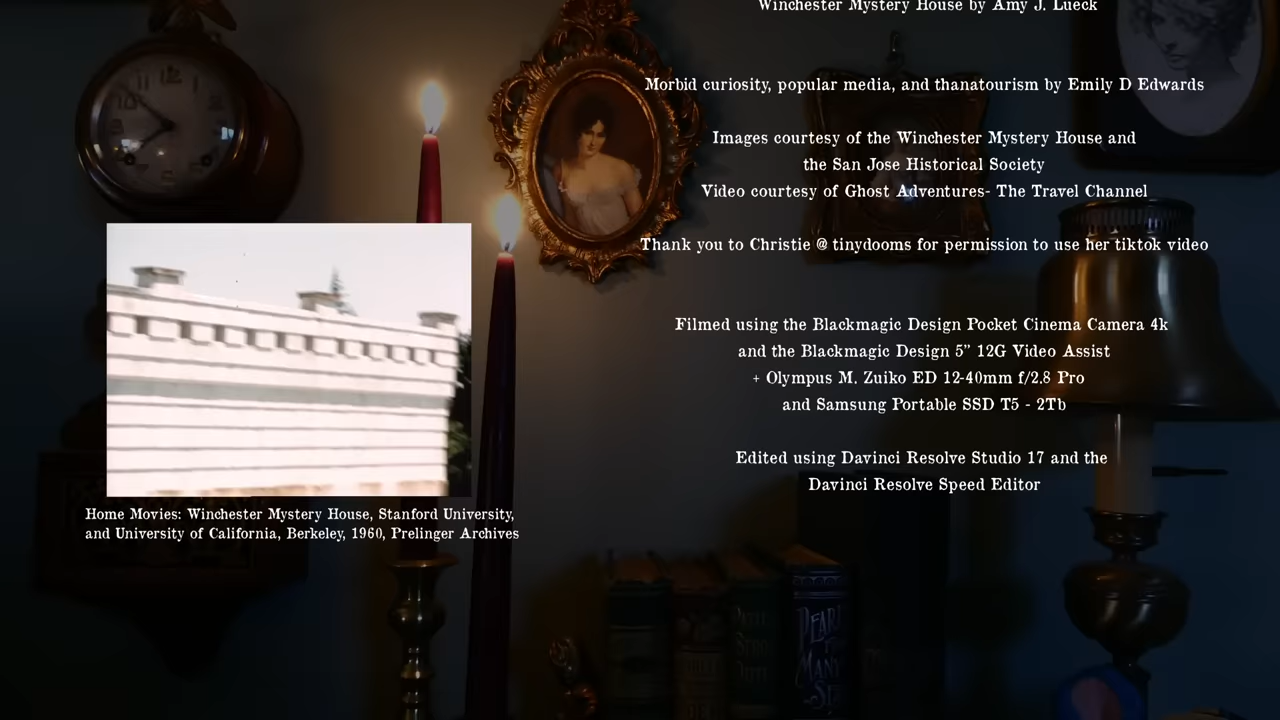 Winchester Mystery House by Amy J. Lueck
Morbid curiosity, popular media, and thanatourism by Emily D Edwards
Images courtesy of the Winchester Mystery House and
the San Jose Historical Society
Video courtesy of Ghost Adventures- The Travel Channel
Thank you to Christie @ tinydooms for permission to use her tiktok video
Filmed using the Blackmagic Design Pocket Cinema Camera 4k
and the Blackmagic Design 5” 12G Video Assist
+ Olympus M. Zuiko ED 12-40mm f/2.8 Pro
and Samsung Portable SSD T5 - 2Tb
Edited using Davinci Resolve Studio 17 and the
Davinci Resolve Speed Editor
Home Movies: Winchester Mystery House, Stanford University,
and University of California, Berkeley, 1960, Prelinger Archives